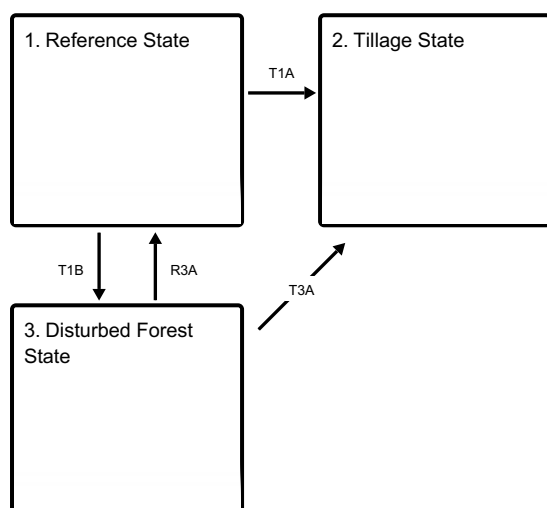 1. Reference State
2. Tillage State
T1A
T1B
R3A
T3A
3. Disturbed Forest
State